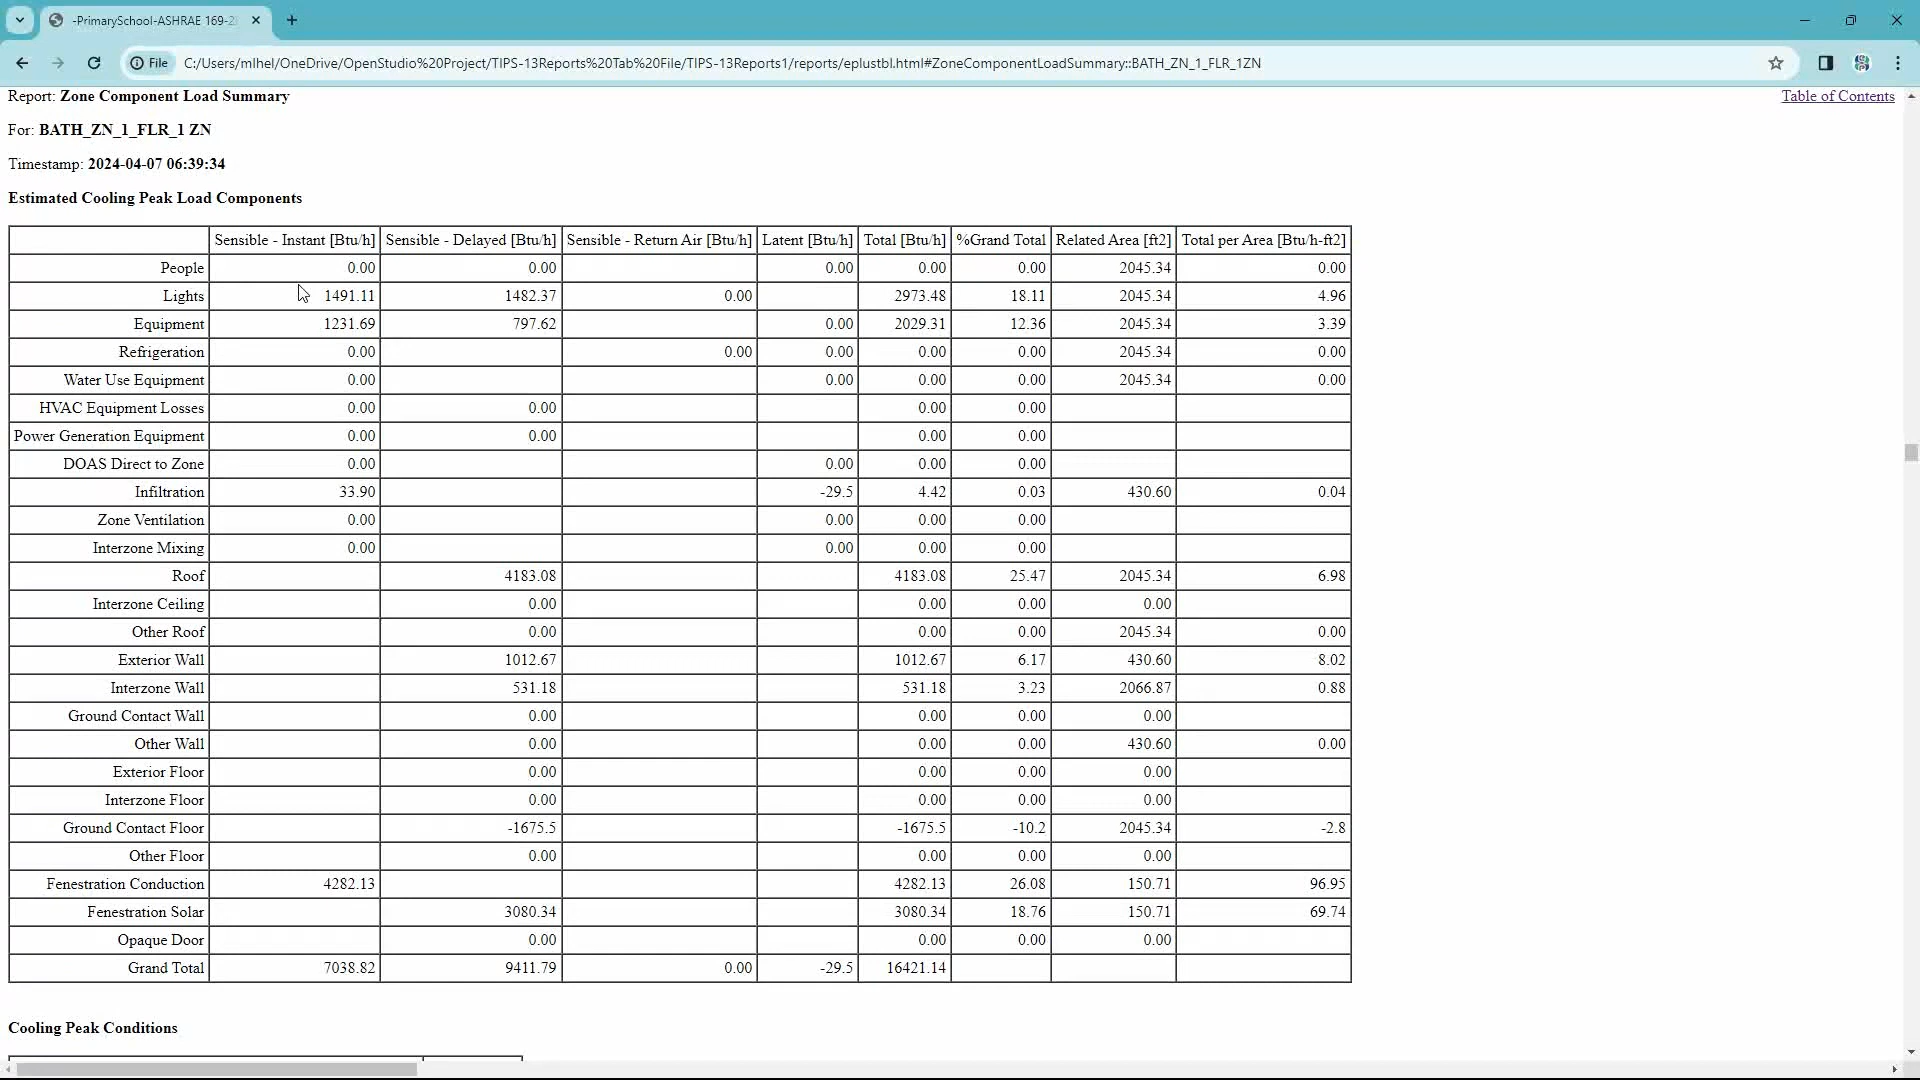 -PrimarySchool-ASHRAE 169-2
File C:/Users/mlhel/OneDrive/OpenStudio%20Project/TIPS-13Reports%20Tab%20File/TIPS-13Reports1/reports/eplustbl.html#ZoneComponentLoadSummary::BATH_ZN_1_FLR_1ZN
Report: Zone Component Load Summary Table of Contents
For: BATH_ZN_1_FLR_1 ZN
Timestamp: 2024-04-07 06:39:34
Estimated Cooling Peak Load Components
Sensible - Instant [Btu/h] Sensible - Delayed [Btu/h] Sensible - Return Air [Btu/h] Latent [Btu/h] Total [Btu/h] %Grand Total Related Area [ft2] Total per Area [Btu/h-ft2]
People 0.00 0.00 0.00 0.00 0.00 2045.34 0.00
Lights 1491.11 1482.37 0.00 2973.48 18.11 2045.34 4.96
Equipment 1231.69 797.62 0.00 2029.31 12.36 2045.34 3.39
Refrigeration 0.00 0.00 0.00 0.00 0.00 2045.34 0.00
Water Use Equipment 0.00 0.00 0.00 0.00 2045.34 0.00
HVAC Equipment Losses 0.00 0.00 0.00 0.00
Power Generation Equipment 0.00 0.00 0.00 0.00
DOAS Direct to Zone 0.00 0.00 0.00 0.00
Infiltration 33.90 -29.5 4.42 0.03 430.60 0.04
Zone Ventilation 0.00 0.00 0.00 0.00
Interzone Mixing 0.00 0.00 0.00 0.00
Roof 4183.08 4183.08 25.47 2045.34 6.98
Interzone Ceiling 0.00 0.00 0.00 0.00
Other Roof 0.00 0.00 0.00 2045.34 0.00
Exterior Wall 1012.67 1012.67 6.17 430.60 8.02
Interzone Wall 531.18 531.18 3.23 2066.87 0.88
Ground Contact Wall 0.00 0.00 0.00 0.00
Other Wall 0.00 0.00 0.00 430.60 0.00
Exterior Floor 0.00 0.00 0.00 0.00
Interzone Floor 0.00 0.00 0.00 0.00
Ground Contact Floor -1675.5 -1675.5 -10.2 2045.34 -2.8
Other Floor 0.00 0.00 0.00 0.00
Fenestration Conduction 4282.13 4282.13 26.08 150.71 96.95
Fenestration Solar 3080.34 3080.34 18.76 150.71 69.74
Opaque Door 0.00 0.00 0.00 0.00
Grand Total 7038.82 9411.79 0.00 -29.5 16421.14
Cooling Peak Conditions